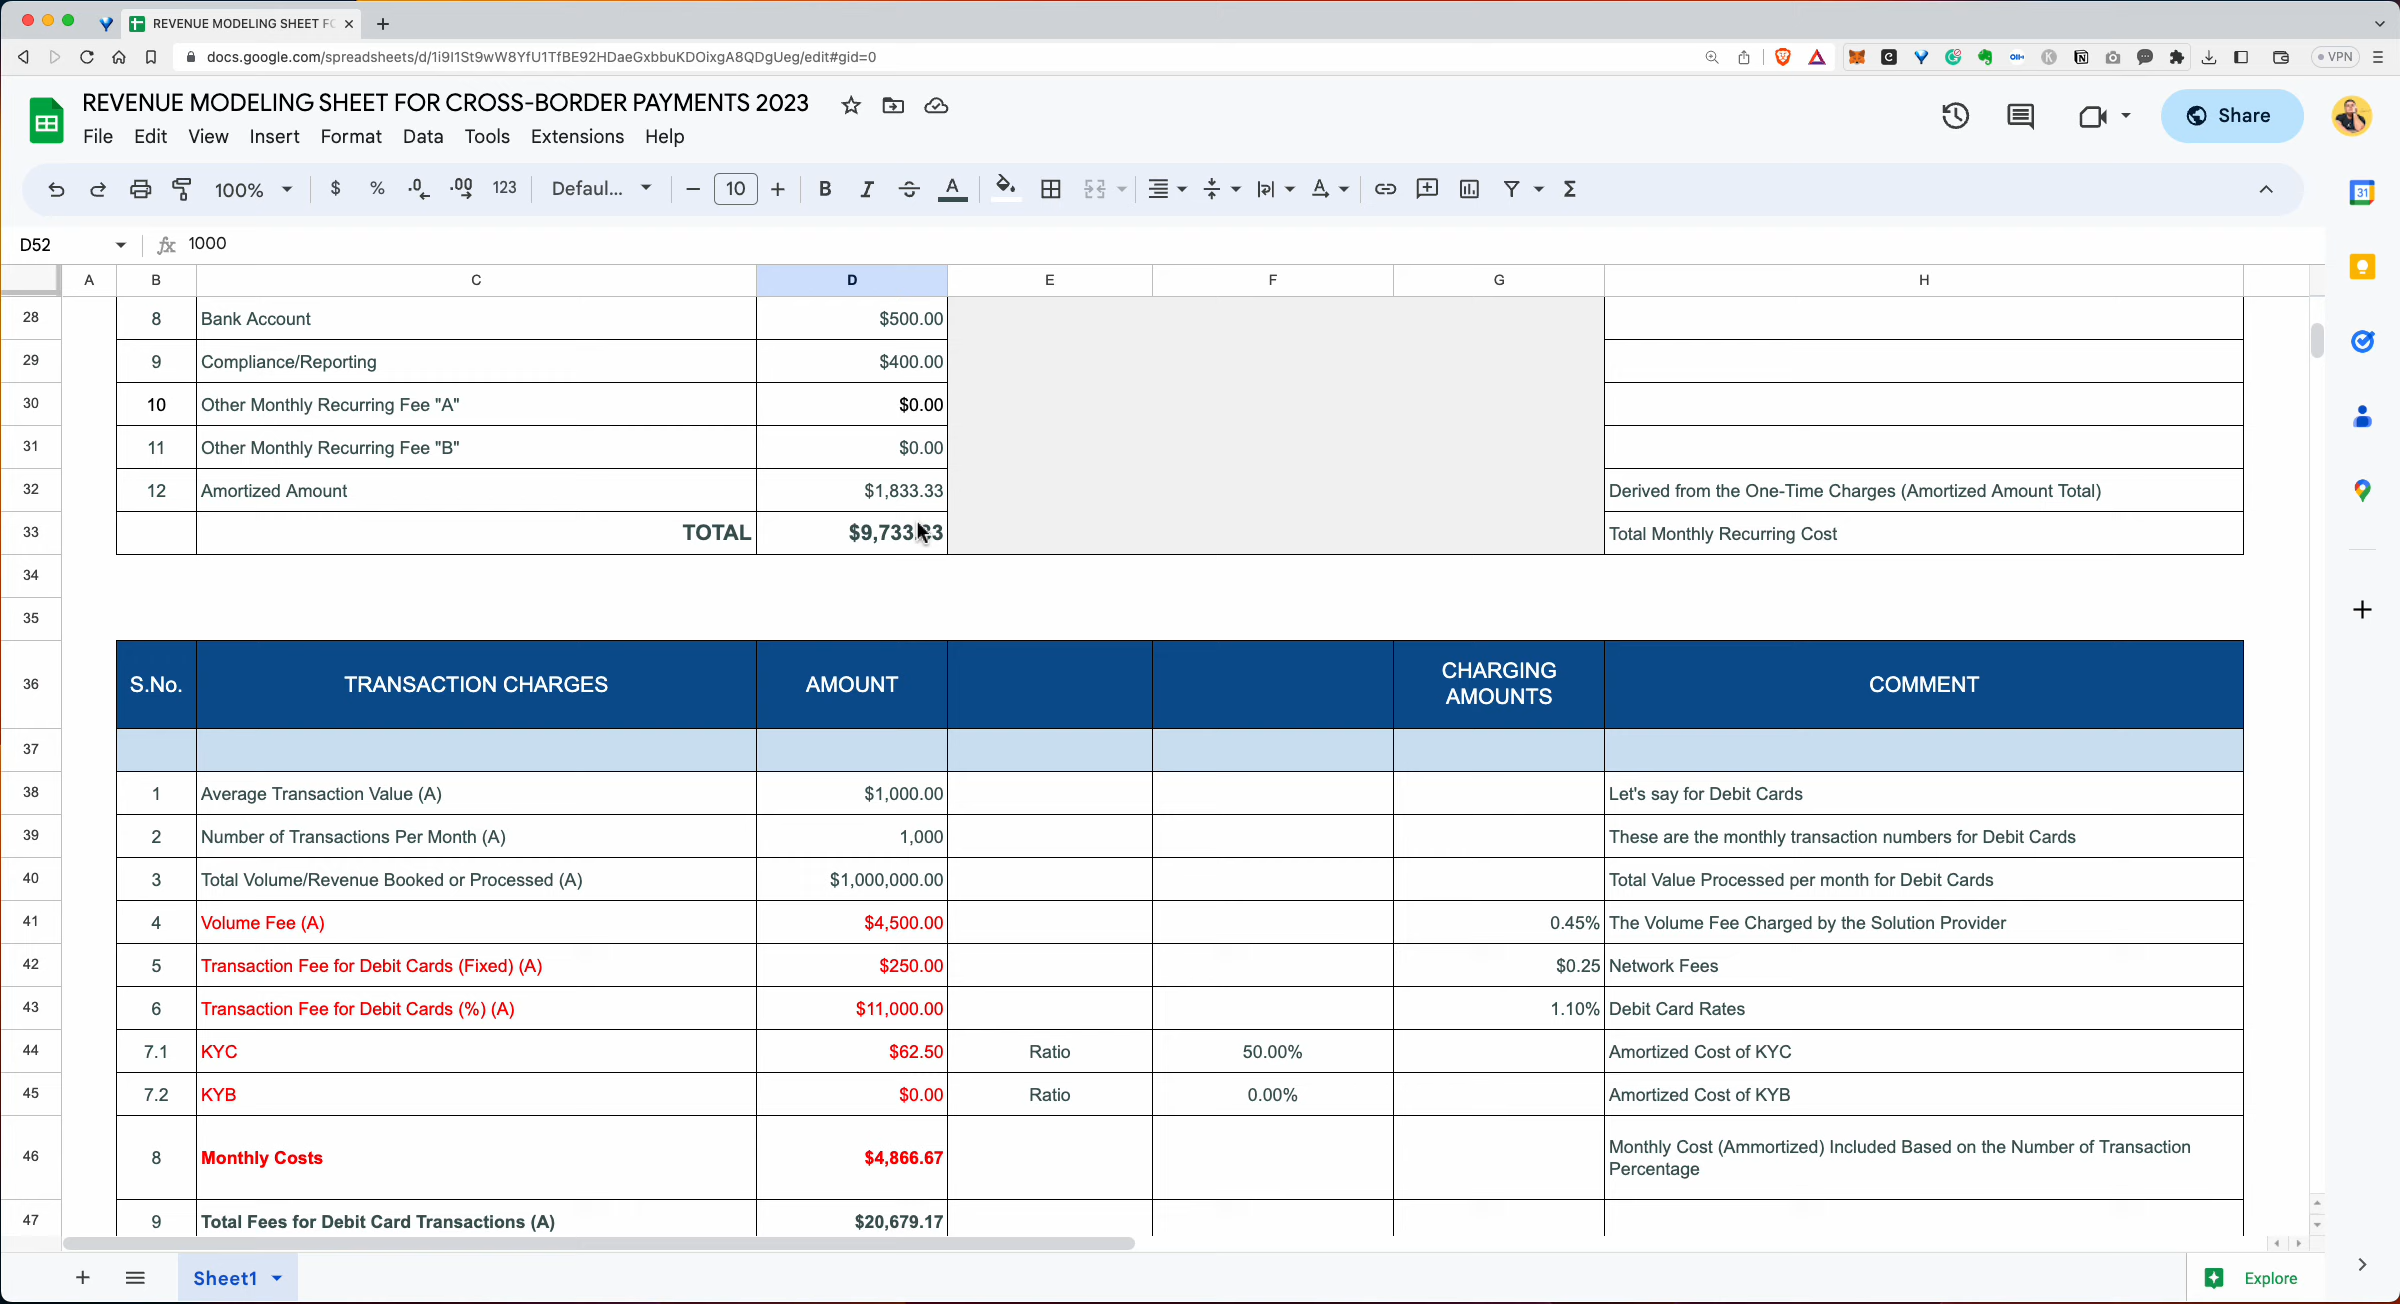 REVENUE MODELING SHEET FC
docs.google.com/spreadsheets/d/1i9I1St9wW8YfU1TfBE92HDaeGxbbuKDOixgA8QDgUeg/edit#gid=0
VPN
REVENUE MODELING SHEET FOR CROSS-BORDER PAYMENTS 2023
File Edit View Insert Format Data Tools Extensions Help
Share
100% $ % .0 .00 123 Defaul... 10 B I A
31
D52 fx 1000
A B C D E F G H
28 8 Bank Account $500.00
29 9 Compliance/Reporting $400.00
30 10 Other Monthly Recurring Fee "A" $0.00
31 11 Other Monthly Recurring Fee "B" $0.00
32 12 Amortized Amount $1,833.33 Derived from the One-Time Charges (Amortized Amount Total)
33 TOTAL $9,733.33 Total Monthly Recurring Cost
34
35
36 S.No. TRANSACTION CHARGES AMOUNT CHARGING AMOUNTS COMMENT
37
38 1 Average Transaction Value (A) $1,000.00 Let's say for Debit Cards
39 2 Number of Transactions Per Month (A) 1,000 These are the monthly transaction numbers for Debit Cards
40 3 Total Volume/Revenue Booked or Processed (A) $1,000,000.00 Total Value Processed per month for Debit Cards
41 4 Volume Fee (A) $4,500.00 0.45% The Volume Fee Charged by the Solution Provider
42 5 Transaction Fee for Debit Cards (Fixed) (A) $250.00 $0.25 Network Fees
43 6 Transaction Fee for Debit Cards (%) (A) $11,000.00 1.10% Debit Card Rates
44 7.1 KYC $62.50 Ratio 50.00% Amortized Cost of KYC
45 7.2 KYB $0.00 Ratio 0.00% Amortized Cost of KYB
46 8 Monthly Costs $4,866.67 Monthly Cost (Ammortized) Included Based on the Number of Transaction
Percentage
47 9 Total Fees for Debit Card Transactions (A) $20,679.17
Sheet1
Explore